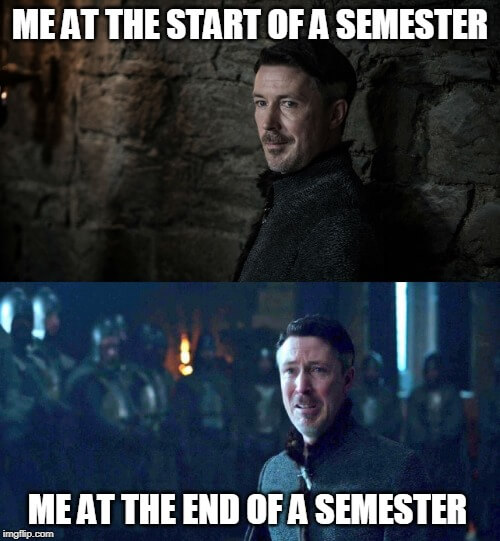 ME AT THE START OF A SEMESTER
ME AT THE END OF A SEMESTER
imgflip.com